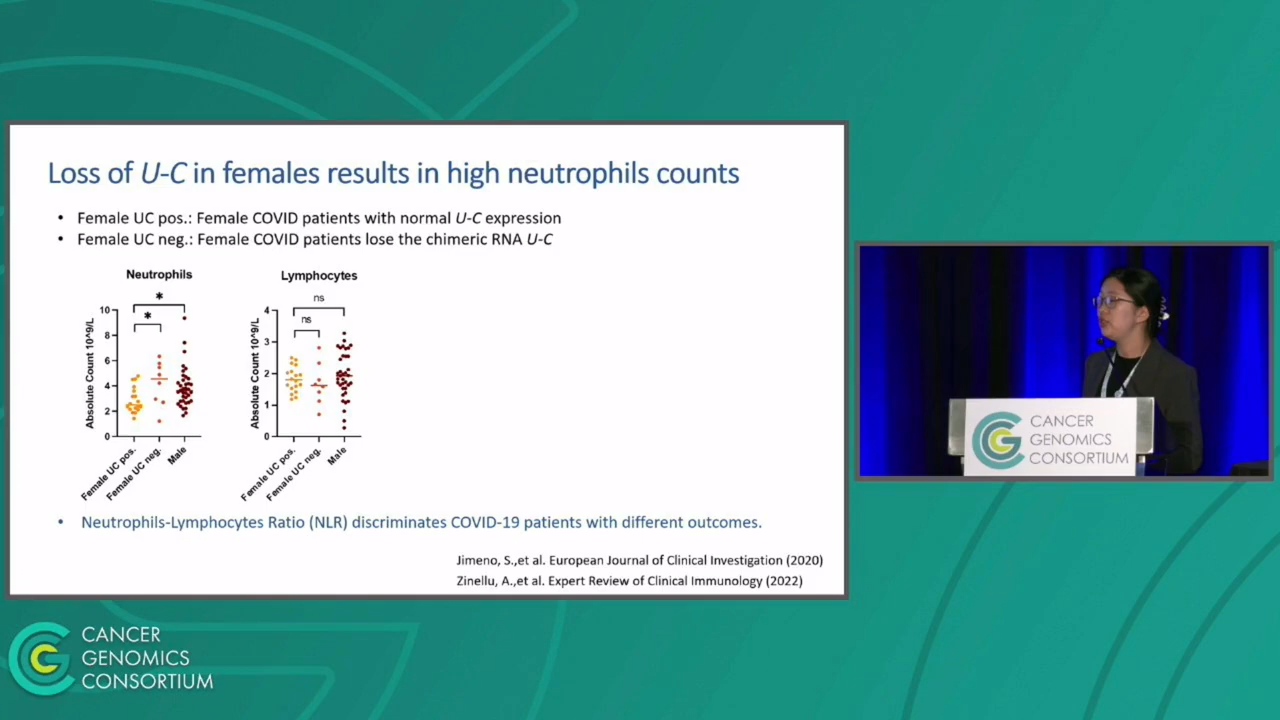 Loss of U-C in females results in high neutrophils counts
• Female UC pos.: Female COVID patients with normal U-C expression
• Female UC neg.: Female COVID patients lose the chimeric RNA U-C
Neutrophils
*
*
Absolute Count 10^9/L
10
8
6
4
2
0
Female UC pos.
Female UC neg.
Male
Lymphocytes
ns
ns
Absolute Count 10^9/L
4
3
2
1
0
Female UC pos.
Female UC neg.
Male
• Neutrophils-Lymphocytes Ratio (NLR) discriminates COVID-19 patients with different outcomes.
Jimeno, S.,et al. European Journal of Clinical Investigation (2020)
Zinellu, A.,et al. Expert Review of Clinical Immunology (2022)
CANCER
GENOMICS
CONSORTIUM
CANCER
GENOMICS
CONSORTIUM